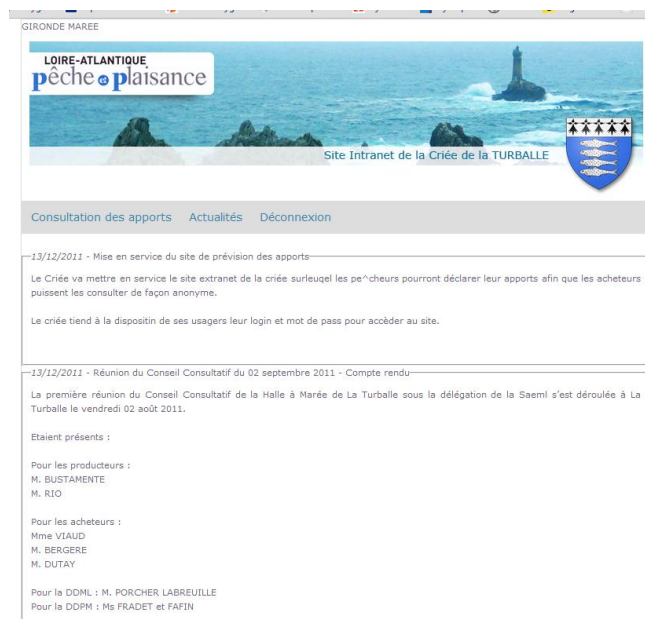 GIRONDE MAREE
LOIRE-ATLANTIQUE
pêche et plaisance
Site Intranet de la Criée de la TURBALLE
Consultation des apports Actualités Déconnexion
13/12/2011 - Mise en service du site de prévision des apports
Le Criée va mettre en service le site extranet de la criée surleuqel les pe^cheurs pourront déclarer leur apports afin que les acheteurs
puissent les consulter de façon anonyme.
Le criée tiend à la dispositin de ses usagers leur login et mot de pass pour accèder au site.
13/12/2011 - Réunion du Conseil Consultatif du 02 septembre 2011 - Compte rendu
La première réunion du Conseil Consultatif de la Halle à Marée de La Turballe sous la délégation de la Saeml s'est déroulée à La
Turballe le vendredi 02 août 2011.
Etaient présents :
Pour les producteurs :
M. BUSTAMENTE
M. RIO
Pour les acheteurs :
Mme VIAUD
M. BERGERE
M. DUTAY
Pour la DDML : M. PORCHER LABREUILLE
Pour la DDPM : Ms FRADET et FAFIN